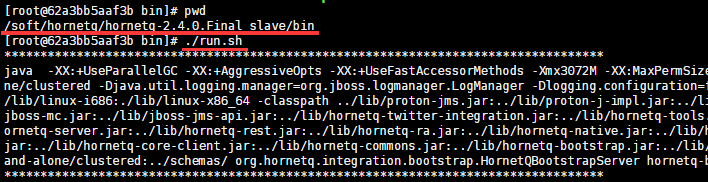 [root@62a3bb5aaf3b bin]# pwd
/soft/hornetq/hornetq-2.4.0.Final slave/bin
[root@62a3bb5aaf3b bin]# ./run.sh
***********************************************************************************
java  -XX:+UseParallelGC -XX:+AggressiveOpts -XX:+UseFastAccessorMethods -Xmx3072M -XX:MaxPermSize
ne/clustered -Djava.util.logging.manager=org.jboss.logmanager.LogManager -Dlogging.configuration=f
/lib/linux-i686:./lib/linux-x86_64 -classpath ../lib/proton-jms.jar:../lib/proton-j-impl.jar:../li
jboss-mc.jar:../lib/jboss-jms-api.jar:../lib/hornetq-twitter-integration.jar:../lib/hornetq-tools.
ornetq-server.jar:../lib/hornetq-rest.jar:../lib/hornetq-ra.jar:../lib/hornetq-native.jar:../lib/h
jar:../lib/hornetq-core-client.jar:../lib/hornetq-commons.jar:../lib/hornetq-bootstrap.jar:../lib/
and-alone/clustered:../schemas/ org.hornetq.integration.bootstrap.HornetQBootstrapServer hornetq-b
***********************************************************************************